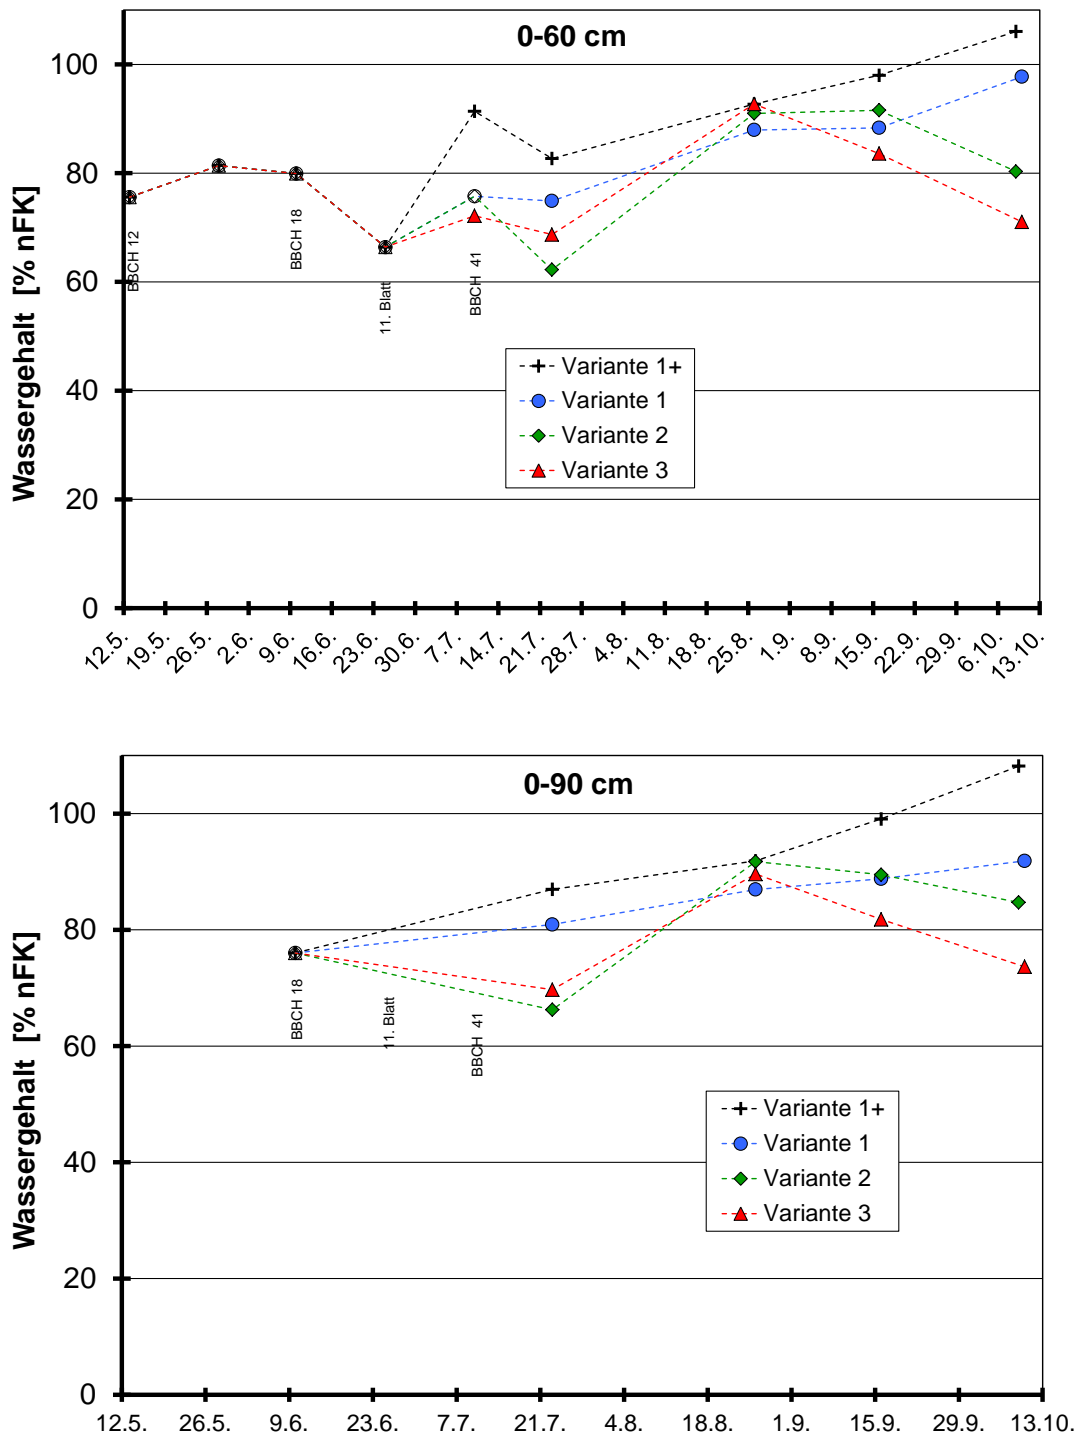 0-60 cm
Wassergehalt [% nFK]
100
80
60
40
20
0
BBCH 12
BBCH 18
11. Blatt
BBCH 41
Variante 1+
Variante 1
Variante 2
Variante 3
12.5. 19.5. 26.5. 2.6. 9.6. 16.6. 23.6. 30.6. 7.7. 14.7. 21.7. 28.7. 4.8. 11.8. 18.8. 25.8. 1.9. 8.9. 15.9. 22.9. 29.9. 6.10. 13.10.
0-90 cm
Wassergehalt [% nFK]
100
80
60
40
20
0
BBCH 18
11. Blatt
BBCH 41
Variante 1+
Variante 1
Variante 2
Variante 3
12.5. 26.5. 9.6. 23.6. 7.7. 21.7. 4.8. 18.8. 1.9. 15.9. 29.9. 13.10.